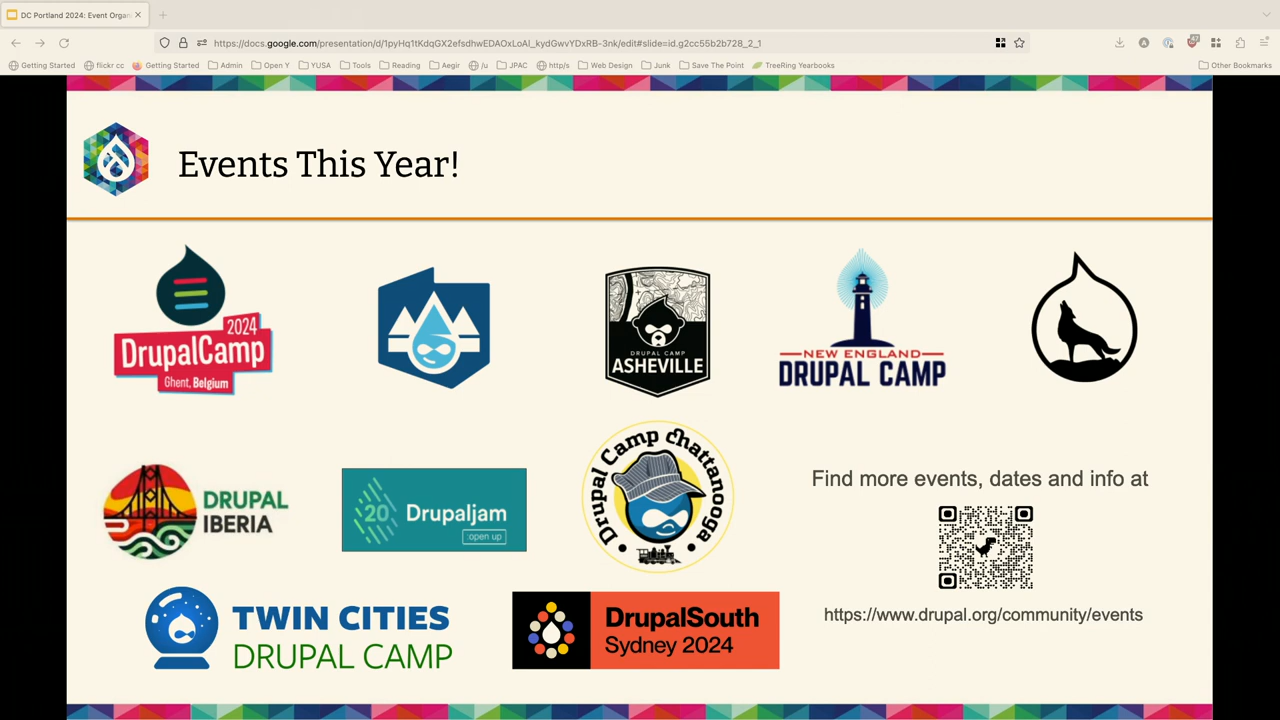 DC Portland 2024: Event Organ
https://docs.google.com/presentation/d/1pyHq1tKdqGX2efsdhwEDAOxLoAl_kydGwvYDxRB-3nk/edit#slide=id.g2cc55b2b728_2_1
Getting Started
flickr cc
Getting Started
Admin
Open Y
YUSA
Tools
Reading
Aegir
/u
JPAC
http/s
Web Design
Junk
Save The Point
TreeRing Yearbooks
Other Bookmarks
Events This Year!
2024
DrupalCamp
Ghent, Belgium
DRUPAL CAMP
ASHEVILLE
NEW ENGLAND
DRUPAL CAMP
DRUPAL
IBERIA
20
Drupaljam
:open up
Drupal Camp Chattanooga
Find more events, dates and info at
https://www.drupal.org/community/events
TWIN CITIES
DRUPAL CAMP
DrupalSouth
Sydney 2024